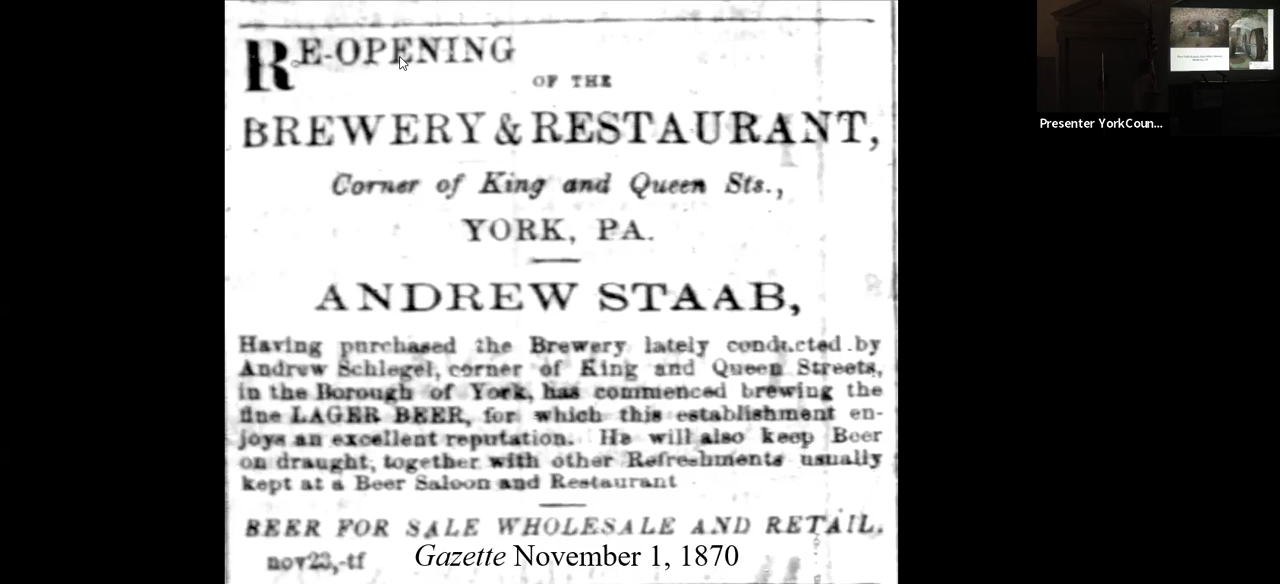 RE-OPENING
OF THE
BREWERY & RESTAURANT,
Corner of King and Queen Sts.,
YORK, PA.
ANDREW STAAB,
Having purchased the Brewery lately conducted by
Andrew Schlegel, corner of King and Queen Streets,
in the Borough of York, has commenced brewing the
fine LAGER BEER, for which this establishment en-
joys an excellent reputation. He will also keep Beer
on draught, together with other Refreshments usually
kept at a Beer Saloon and Restaurant
BEER FOR SALE WHOLESALE AND RETAIL.
nov23,-tf
Gazette November 1, 1870
Presenter YorkCoun...